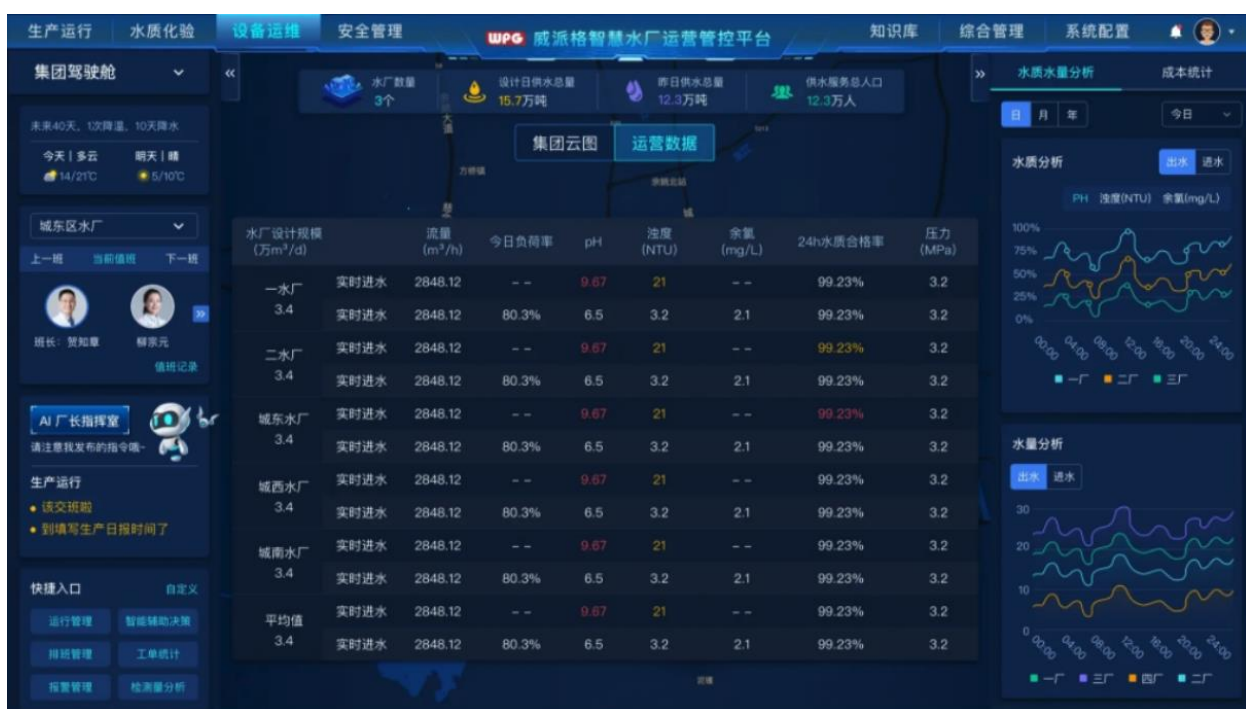 生产运行 水质化验 设备运维 安全管理 WPG 威派格智慧水厂运营管控平台 知识库 综合管理 系统配置
集团驾驶舱
未来40天，1次降温，10天降水
今天 | 多云 明天 | 晴
14/21℃ 5/10℃
城东区水厂
上一班 当前值班 下一班
班长：贺知章 柳宗元
值班记录
AI 厂长指挥室
请注意我发布的指令哦~
生产运行
该交班啦
到填写生产日报时间了
快捷入口 自定义
运行管理 智能辅助决策
排班管理 工单统计
报警管理 检测量分析
水厂数量
3个
设计日供水总量
15.7万吨
昨日供水总量
12.3万吨
供水服务总人口
12.3万人
集团云图 运营数据
方桥镇
余姚北站
水厂设计规模 (万m³/d) 流量 (m³/h) 今日负荷率 pH 浊度 (NTU) 余氯 (mg/L) 24h水质合格率 压力 (MPa)
一水厂 3.4
实时进水 2848.12 -- 9.67 21 -- 99.23% 3.2
实时进水 2848.12 80.3% 6.5 3.2 2.1 99.23% 3.2
二水厂 3.4
实时进水 2848.12 -- 9.67 21 -- 99.23% 3.2
实时进水 2848.12 80.3% 6.5 3.2 2.1 99.23% 3.2
城东水厂 3.4
实时进水 2848.12 -- 9.67 21 -- 99.23% 3.2
实时进水 2848.12 80.3% 6.5 3.2 2.1 99.23% 3.2
城西水厂 3.4
实时进水 2848.12 -- 9.67 21 -- 99.23% 3.2
实时进水 2848.12 80.3% 6.5 3.2 2.1 99.23% 3.2
城南水厂 3.4
实时进水 2848.12 -- 9.67 21 -- 99.23% 3.2
实时进水 2848.12 80.3% 6.5 3.2 2.1 99.23% 3.2
平均值 3.4
实时进水 2848.12 -- 9.67 21 -- 99.23% 3.2
实时进水 2848.12 80.3% 6.5 3.2 2.1 99.23% 3.2
水质水量分析 成本统计
日 月 年 今日
水质分析 出水 进水
PH 浊度(NTU) 余氯(mg/L)
100%
75%
50%
25%
0%
00:00 04:00 08:00 12:00 16:00 20:00 24:00
一厂 二厂 三厂
水量分析
出水 进水
30
20
10
0
00:00 04:00 08:00 12:00 16:00 20:00 24:00
一厂 三厂 四厂 二厂